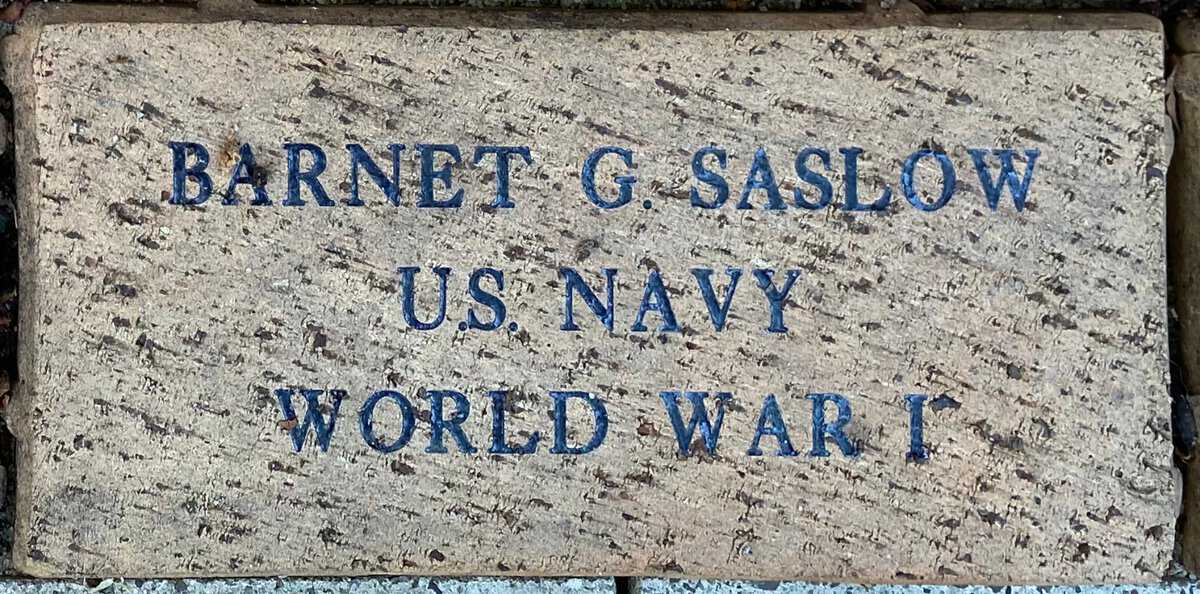 BARNET G. SASLOW
U.S. NAVY
WORLD WAR I